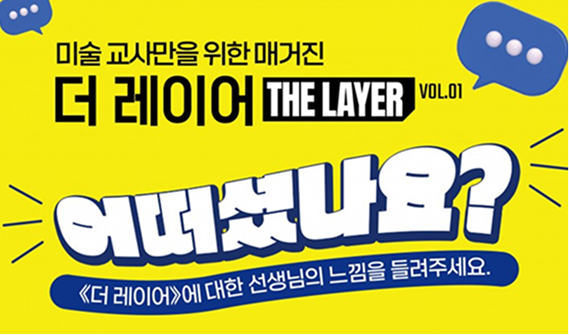 미술 교사만을 위한 매거진
더 레이어 THE LAYER VOL.01
어떠셨나요?
《더 레이어》에 대한 선생님의 느낌을 들려주세요.